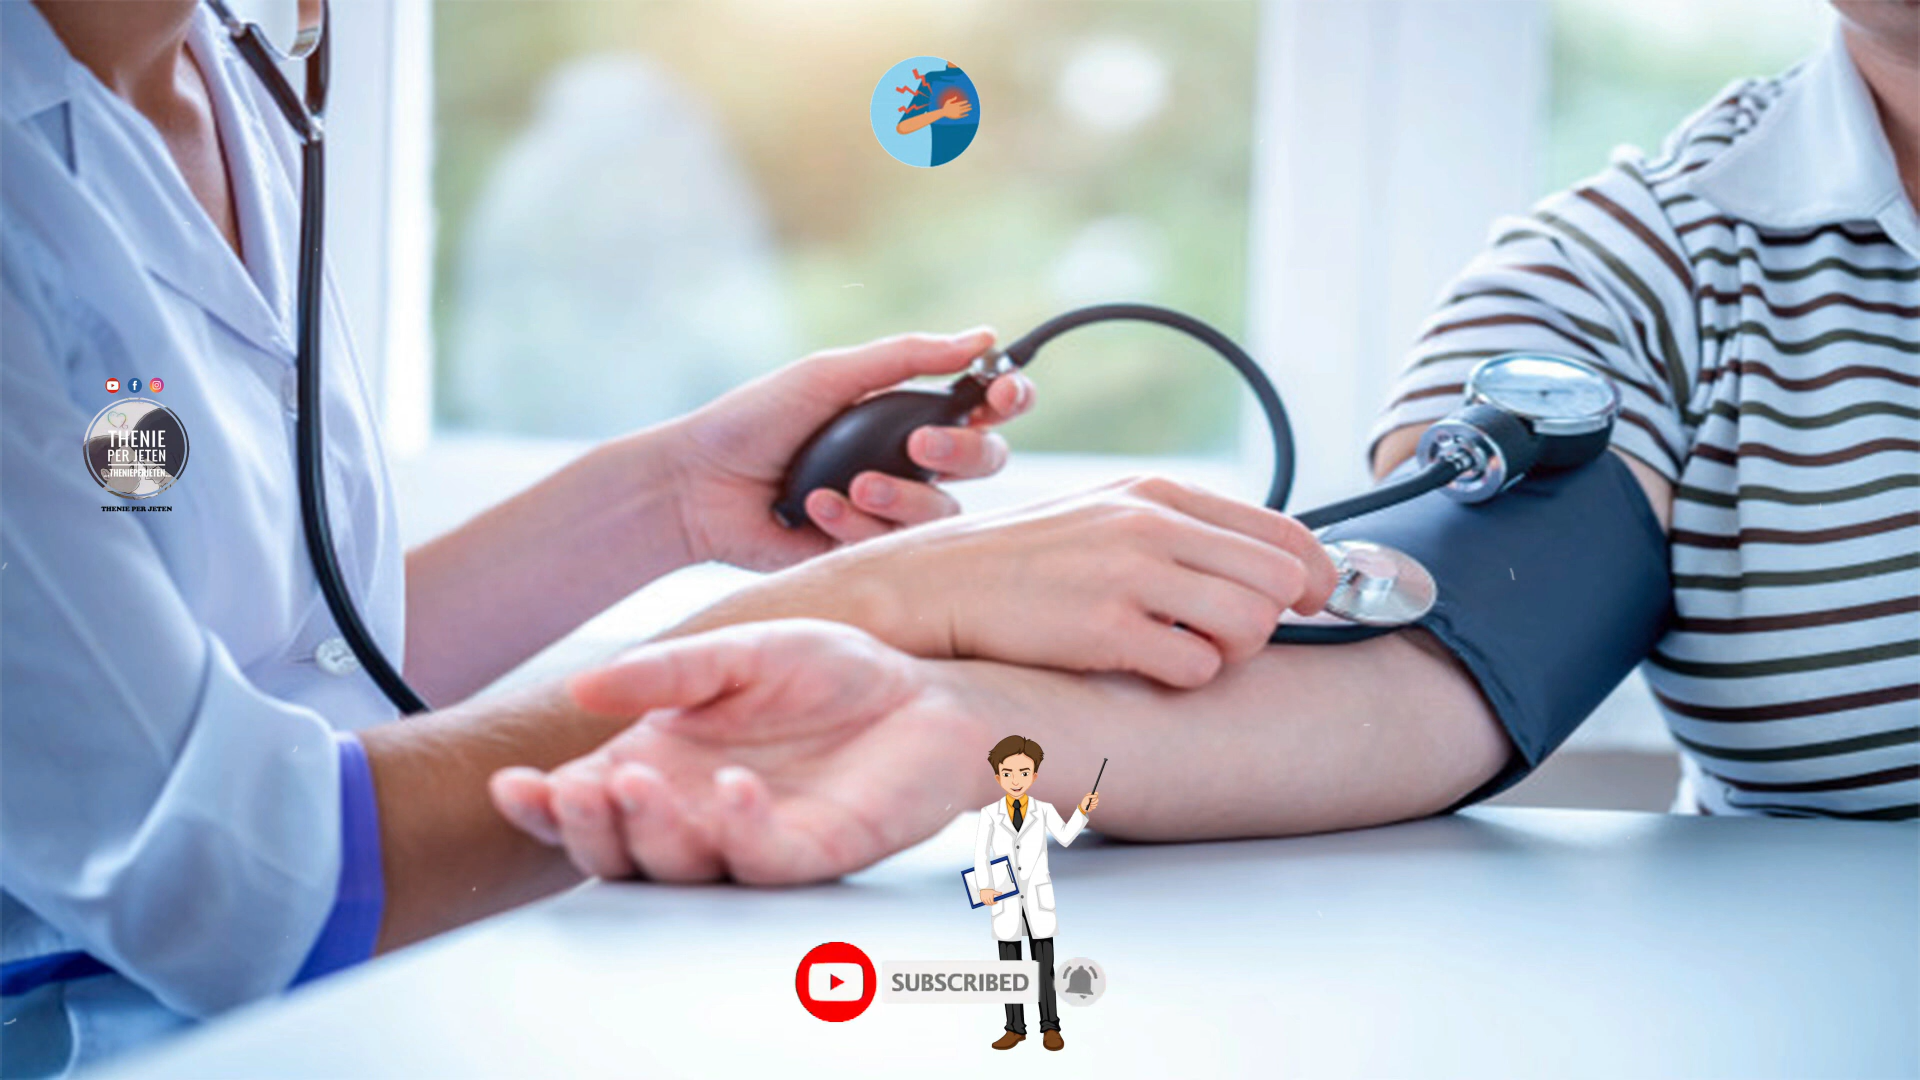 THENIE
PER JETEN
THENIEPERJETEN
THENIE PER JETEN
SUBSCRIBED